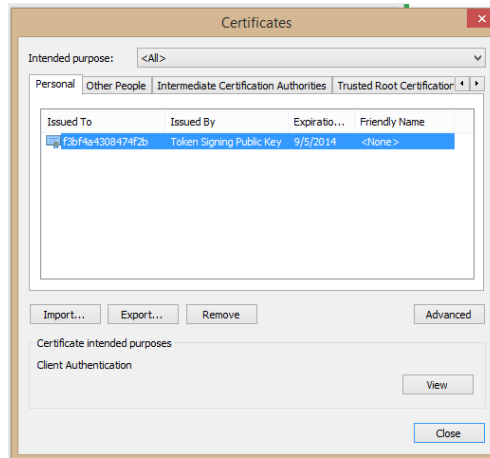 Certificates
Intended purpose: <All>
Personal Other People Intermediate Certification Authorities Trusted Root Certification
Issued To Issued By Expiratio... Friendly Name
f3bf4a4308474f2b Token Signing Public Key 9/5/2014 <None>
Import... Export... Remove Advanced
Certificate intended purposes
Client Authentication
View
Close